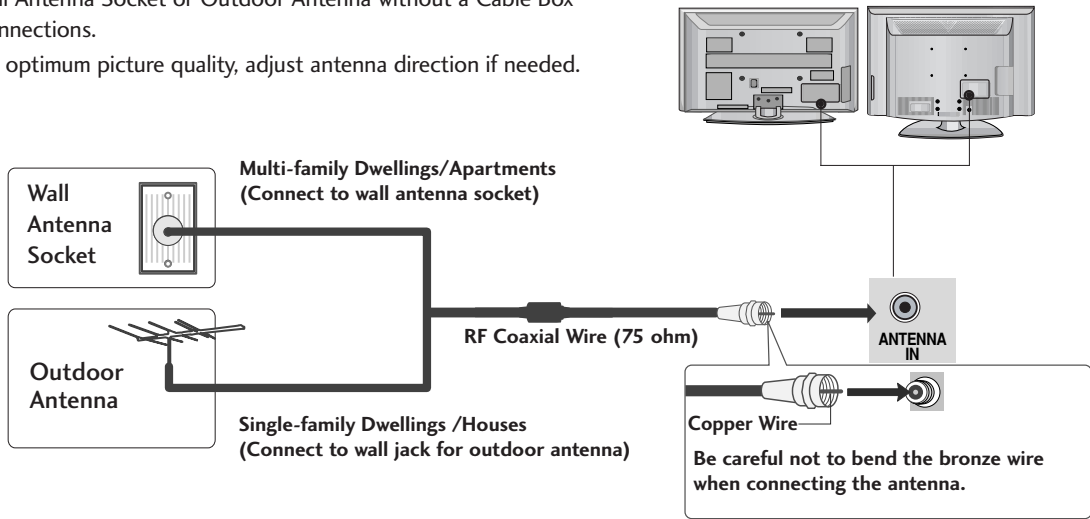 Antenna Socket or Outdoor Antenna without a Cable Box
nnections.
optimum picture quality, adjust antenna direction if needed.
Multi-family Dwellings/Apartments
(Connect to wall antenna socket)
Wall
Antenna
Socket
RF Coaxial Wire (75 ohm)
ANTENNA
IN
Outdoor
Antenna
Single-family Dwellings /Houses
(Connect to wall jack for outdoor antenna)
Copper Wire
Be careful not to bend the bronze wire
when connecting the antenna.